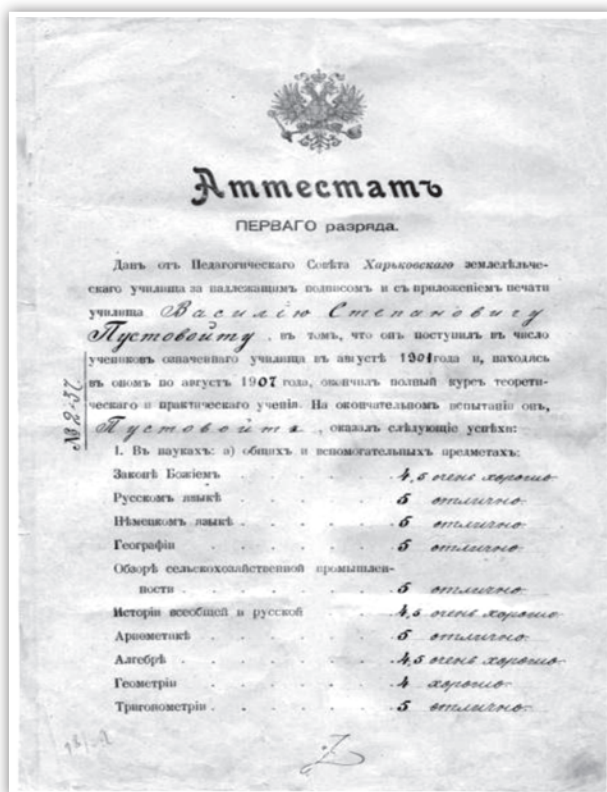 Аттестатъ
ПЕРВАГО разряда.
Данъ отъ Педагогическаго Совѣта Харьковскаго земледѣльче-
скаго училища за надлежащимъ подписомъ и съ приложеніемъ печати
училища Василію Степановичу
Пустовойту, въ томъ, что онъ поступилъ въ число
учениковъ означеннаго училища въ августѣ 1901 года и, находясь
въ ономъ по августъ 1907 года, окончилъ полный курсъ теорети-
ческаго и практическаго ученія. На окончательномъ испытаніи онъ,
Пустовойтъ, оказалъ слѣдующіе успѣхи:
№ 237
I. Въ наукахъ: а) общихъ и вспомогательныхъ предметахъ:
Законѣ Божіемъ . . . . . 4,5 очень хорошо
Русскомъ языкѣ . . . . . 5 отлично
Нѣмецкомъ языкѣ . . . . . 5 отлично
Географіи . . . . . 5 отлично
Обзорѣ сельскохозяйственной промышлен-
ности . . . . . 5 отлично
Исторіи всеобщей и русской . . 4,5 очень хорошо
Ариѳметикѣ . . . . . 5 отлично
Алгебрѣ . . . . . 4,5 очень хорошо
Геометріи . . . . . 4 хорошо
Тригонометріи . . . . . 5 отлично